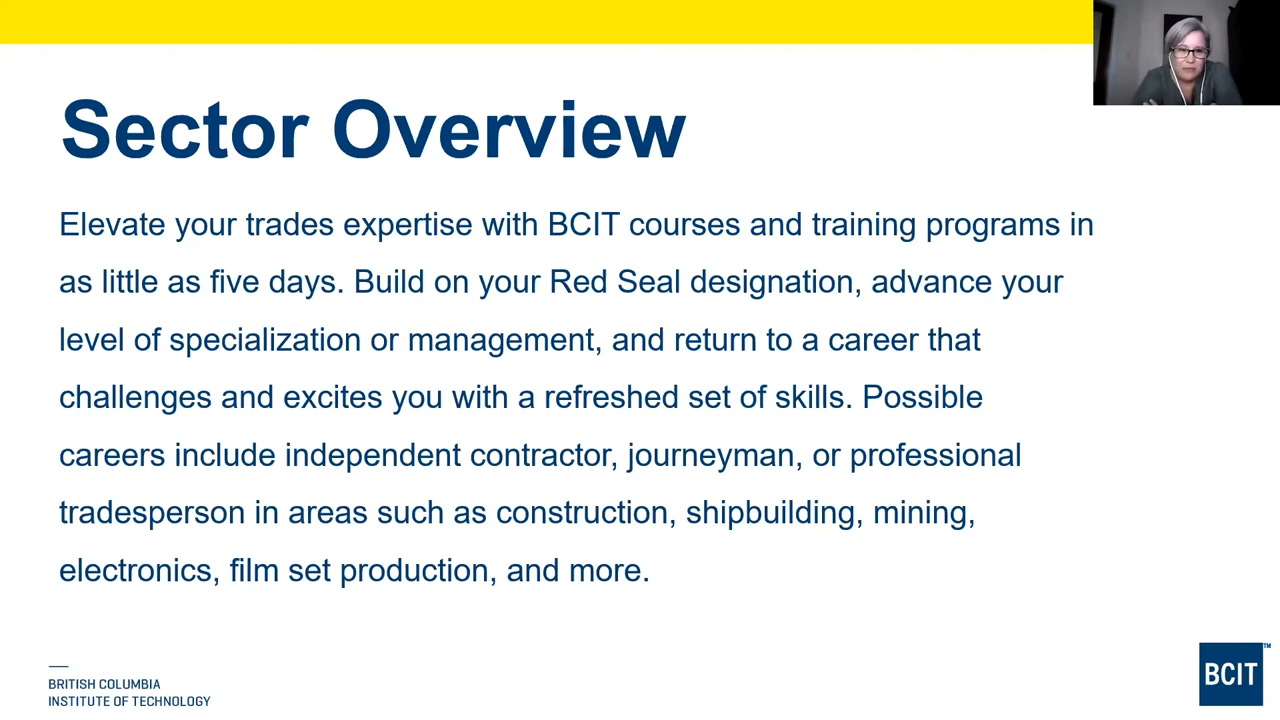 Sector Overview
Elevate your trades expertise with BCIT courses and training programs in
as little as five days. Build on your Red Seal designation, advance your
level of specialization or management, and return to a career that
challenges and excites you with a refreshed set of skills. Possible
careers include independent contractor, journeyman, or professional
tradesperson in areas such as construction, shipbuilding, mining,
electronics, film set production, and more.
BRITISH COLUMBIA
INSTITUTE OF TECHNOLOGY
BCIT™